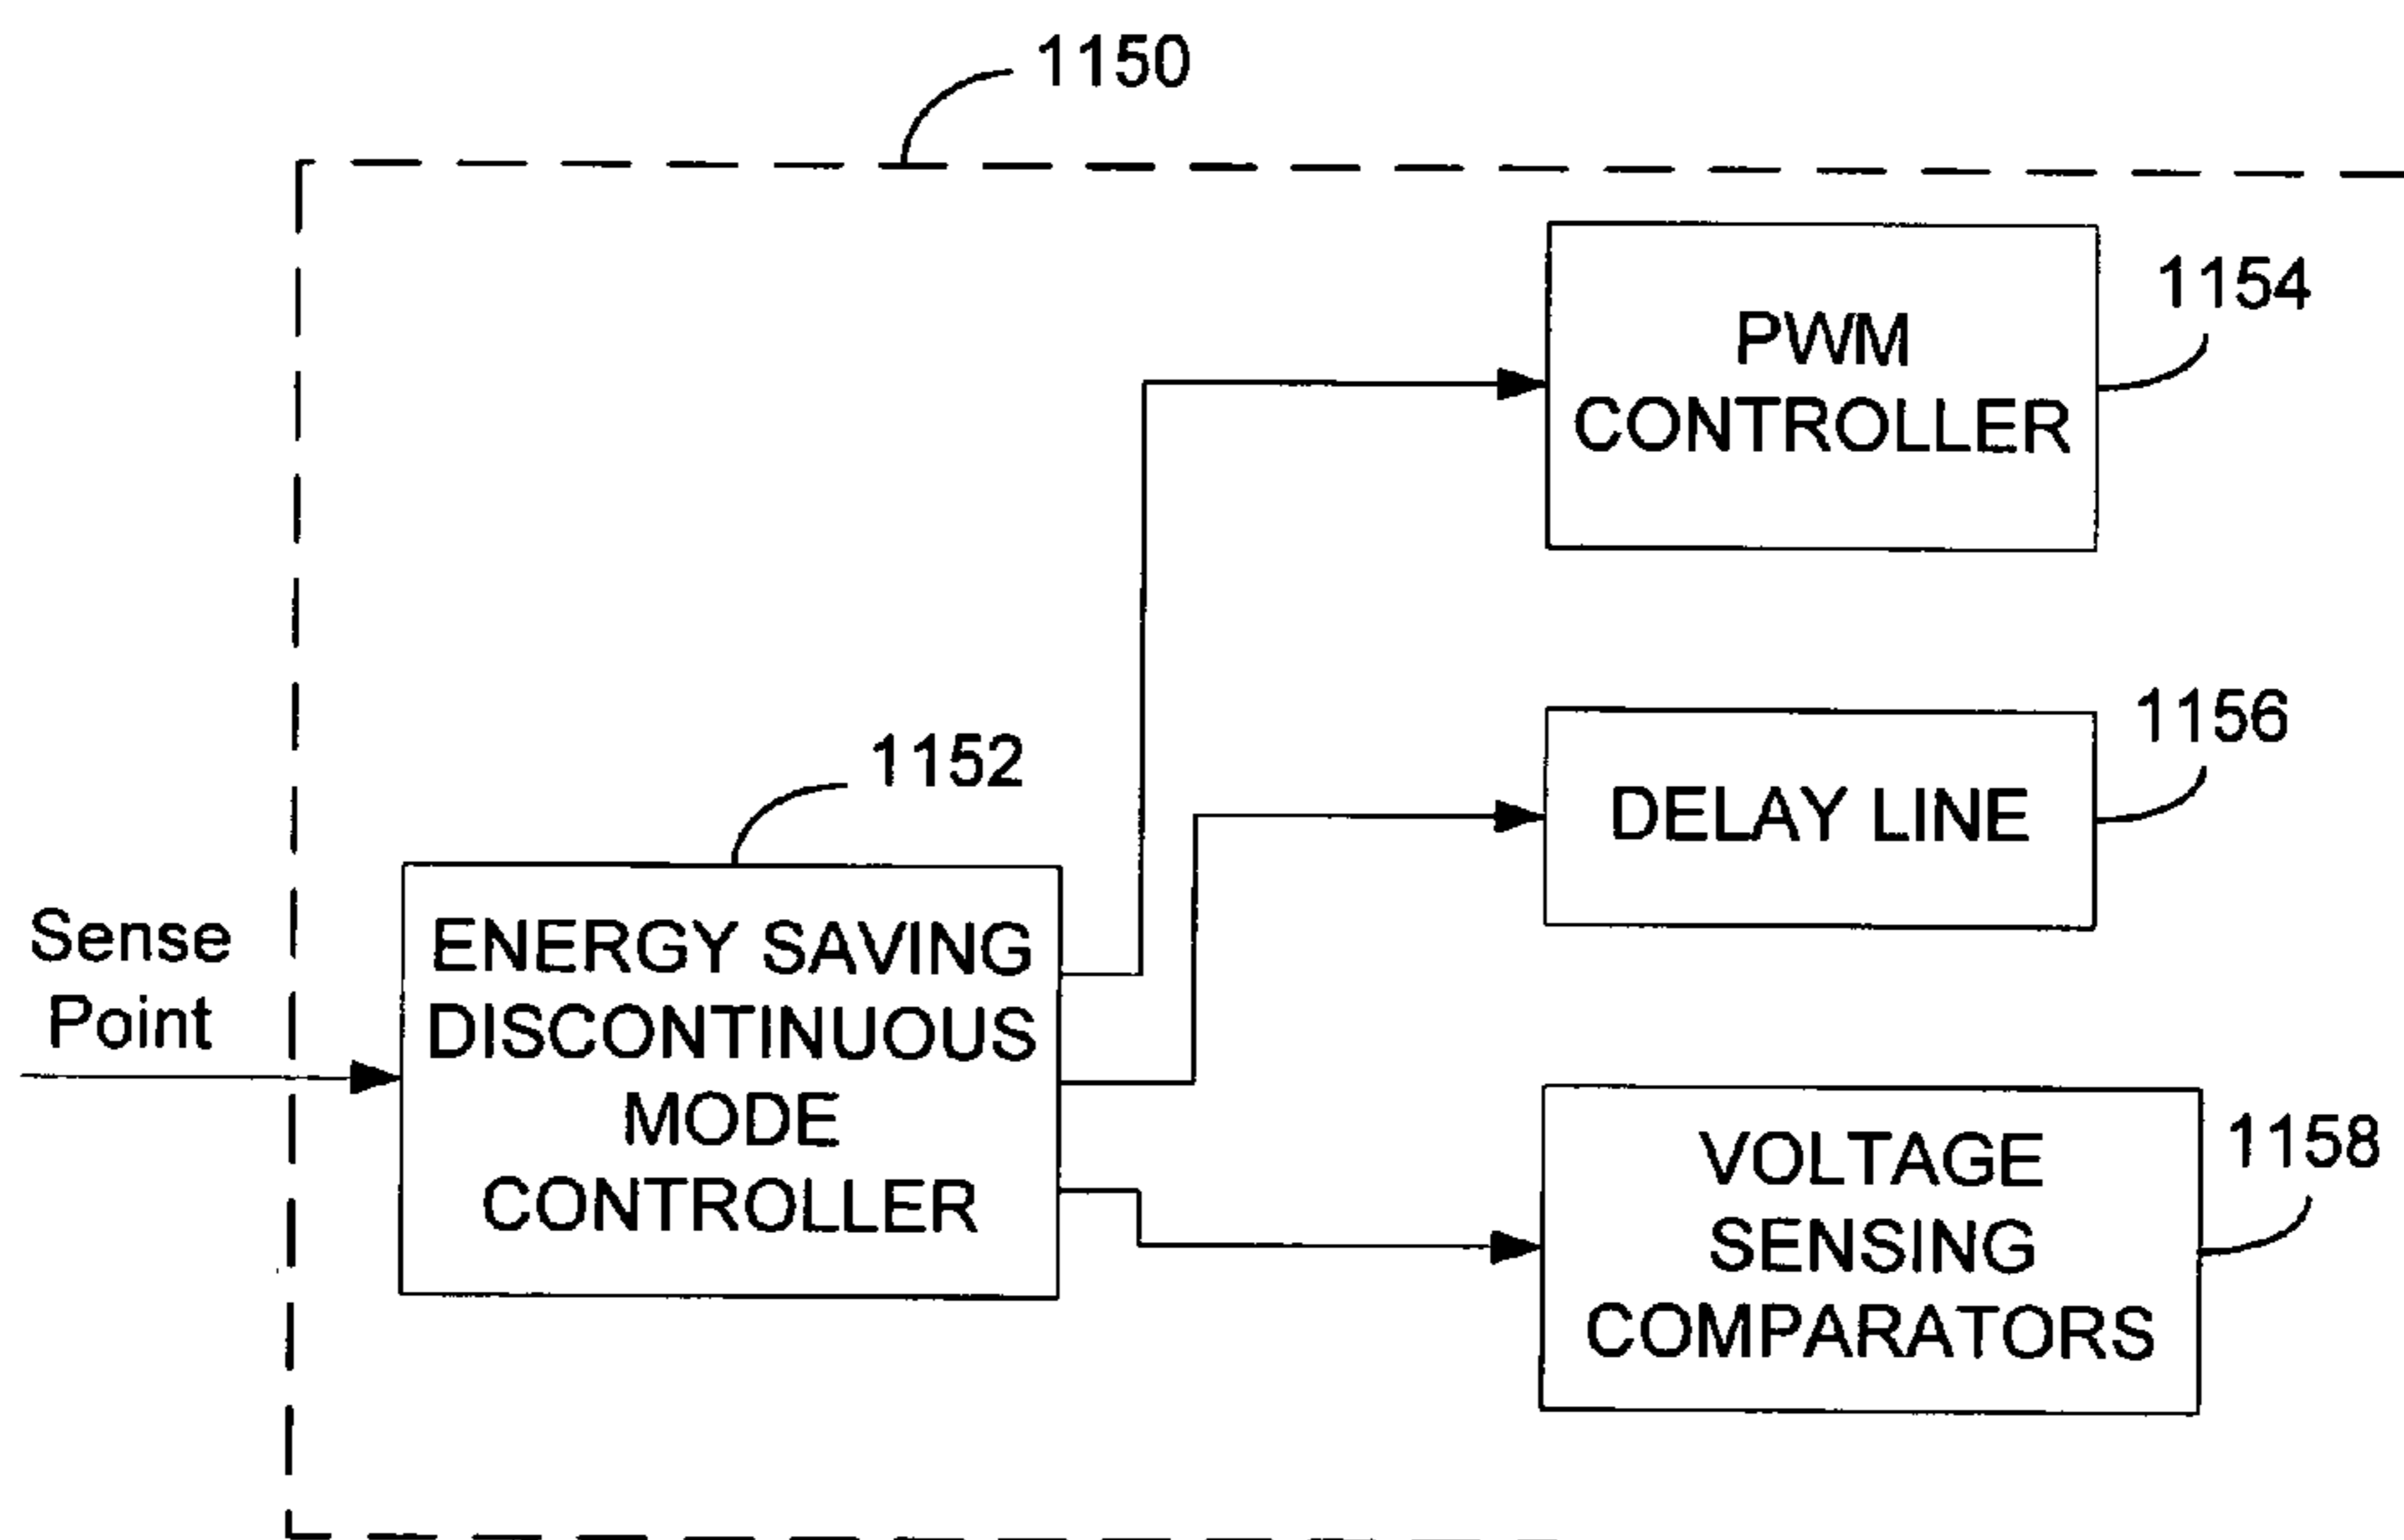 1150
PWM
CONTROLLER
1154
DELAY LINE
1156
1152
Sense
Point
ENERGY SAVING
DISCONTINUOUS
MODE
CONTROLLER
VOLTAGE
SENSING
COMPARATORS
1158